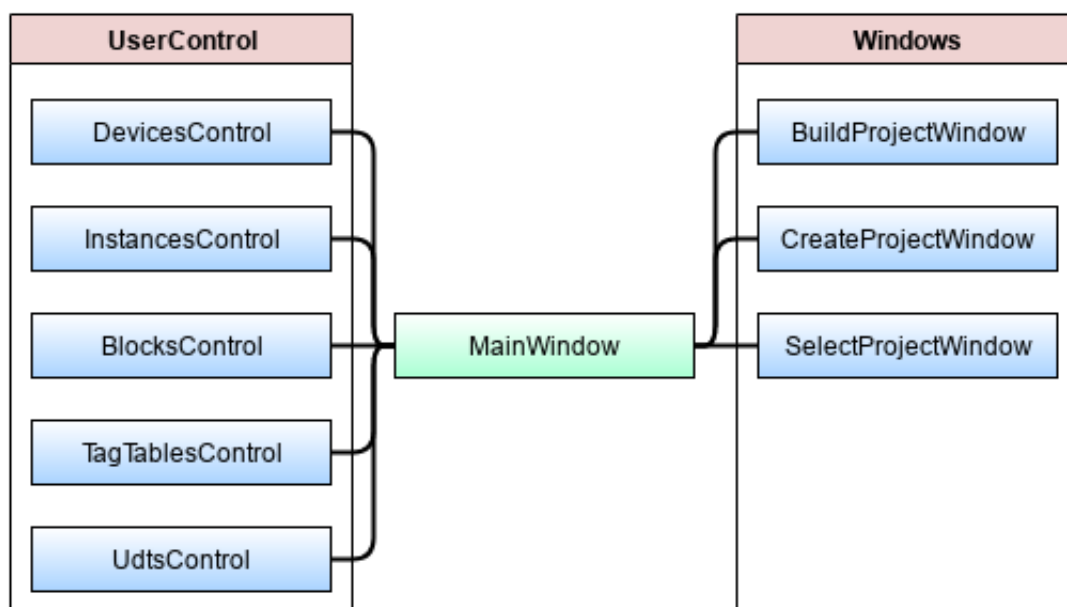 UserControl
DevicesControl
InstancesControl
BlocksControl
TagTablesControl
UdtsControl
MainWindow
Windows
BuildProjectWindow
CreateProjectWindow
SelectProjectWindow